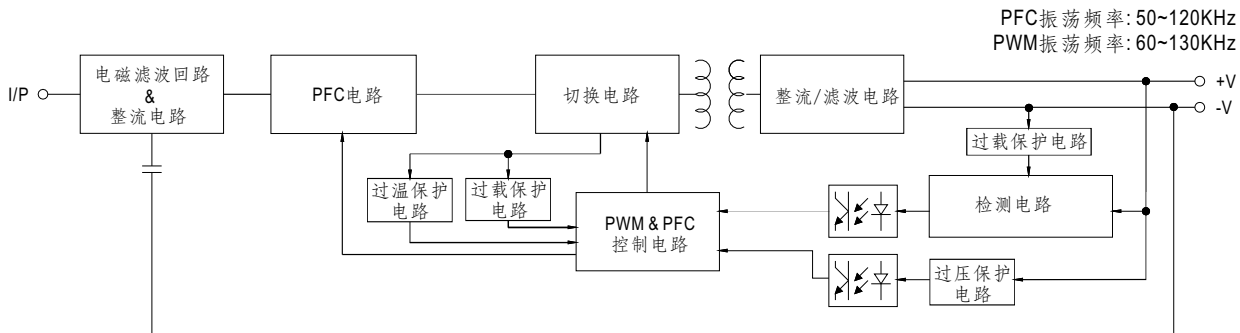 PFC振荡频率: 50~120KHz
PWM振荡频率: 60~130KHz
I/P
电磁滤波回路
&
整流电路
PFC电路
切换电路
整流/滤波电路
+V
-V
过载保护电路
过温保护
电路
过载保护
电路
PWM & PFC
控制电路
检测电路
过压保护
电路